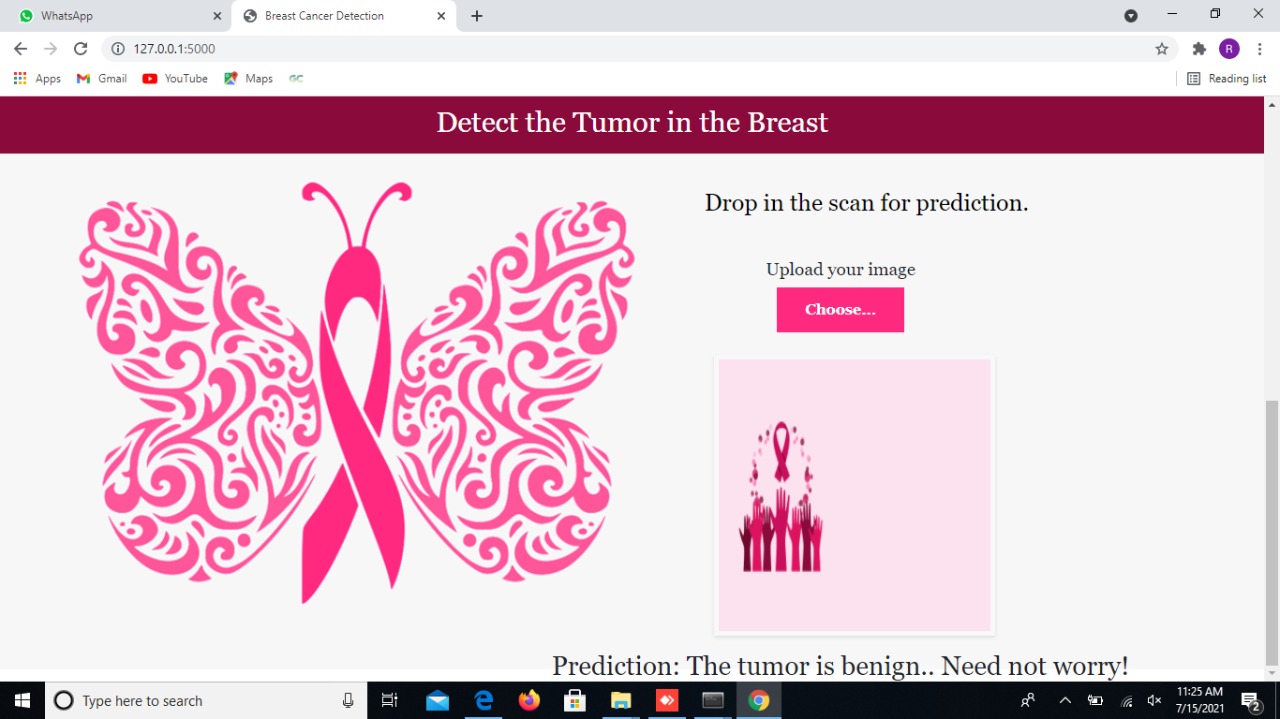 WhatsApp
Breast Cancer Detection
127.0.0.1:5000
R
Apps
Gmail
YouTube
Maps
GC
Reading list
Detect the Tumor in the Breast
Drop in the scan for prediction.
Upload your image
Choose...
Prediction: The tumor is benign.. Need not worry!
Type here to search
11:25 AM
7/15/2021
2